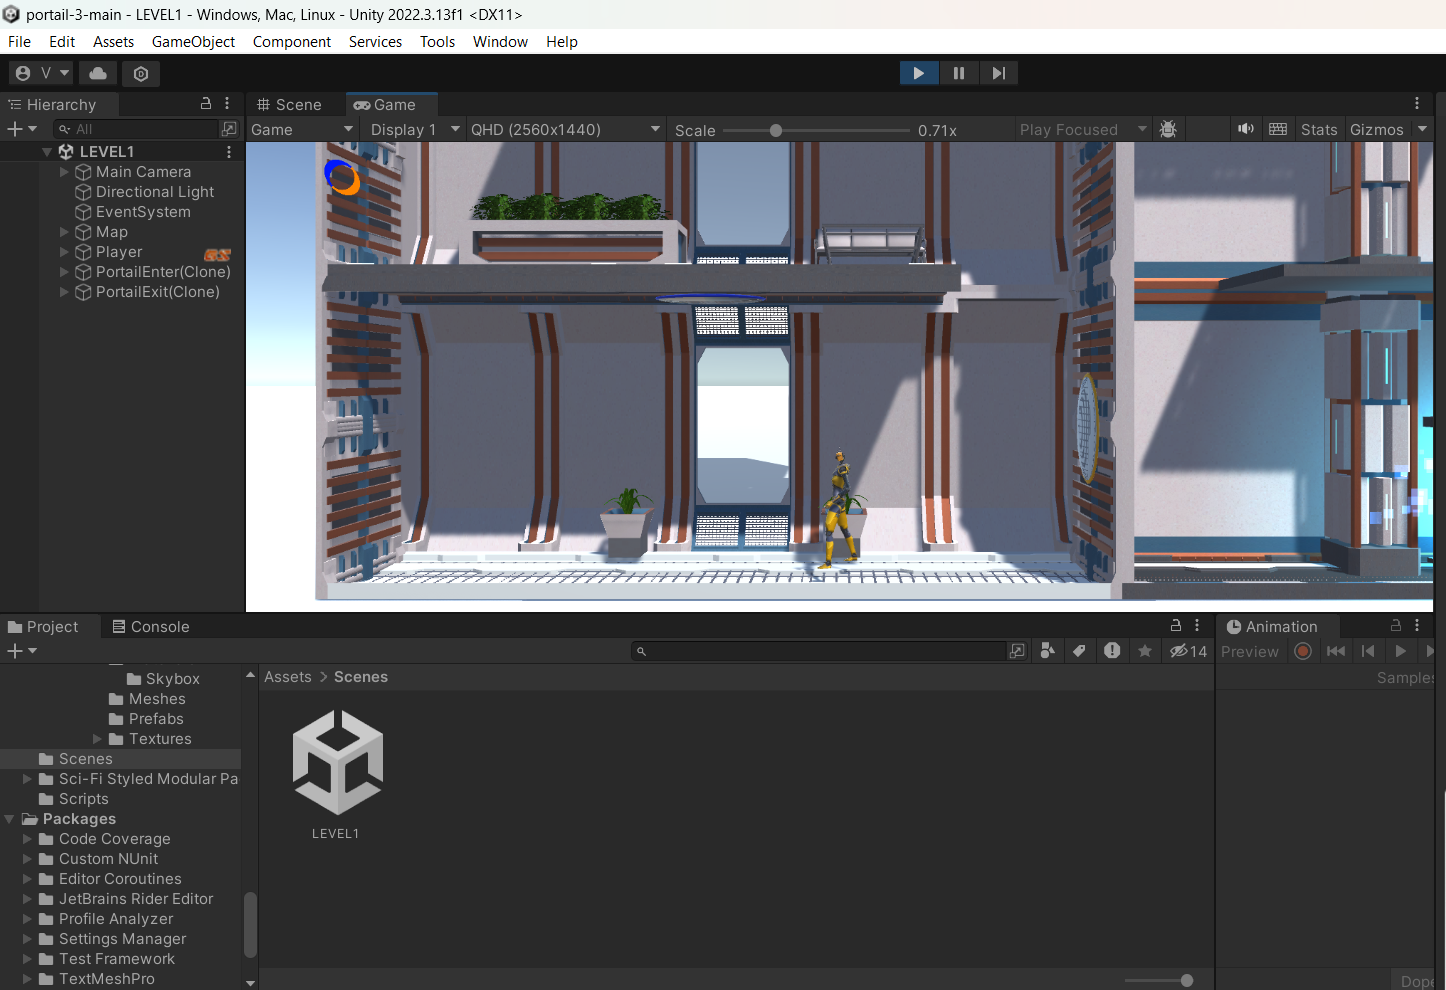 portail-3-main - LEVEL1 - Windows, Mac, Linux - Unity 2022.3.13f1 <DX11>
File Edit Assets GameObject Component Services Tools Window Help
V
Hierarchy
All
LEVEL1
Main Camera
Directional Light
EventSystem
Map
Player
PortailEnter(Clone)
PortailExit(Clone)
Scene Game
Game Display 1 QHD (2560x1440) Scale 0.71x Play Focused Stats Gizmos
Project Console
14
Skybox
Meshes
Prefabs
Textures
Scenes
Sci-Fi Styled Modular Pa
Scripts
Packages
Code Coverage
Custom NUnit
Editor Coroutines
JetBrains Rider Editor
Profile Analyzer
Settings Manager
Test Framework
TextMeshPro
Assets > Scenes
LEVEL1
Animation
Preview
Samples
Dope